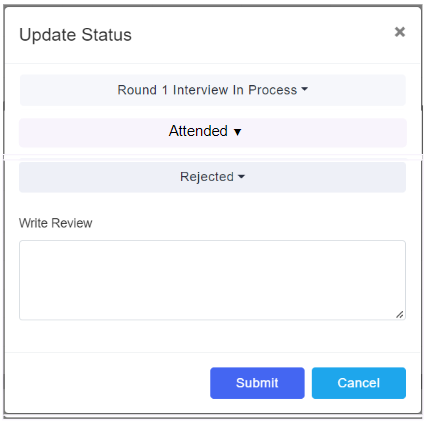 Update Status
Round 1 Interview In Process
Attended
Rejected
Write Review
Submit
Cancel